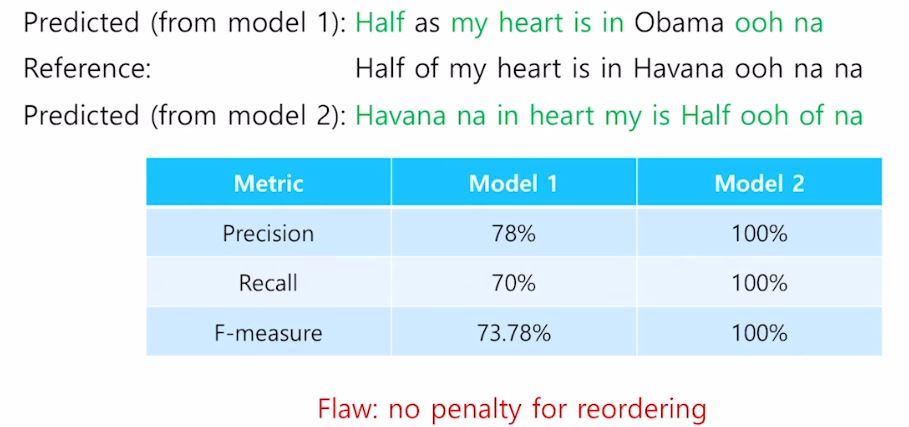 Predicted (from model 1): Half as my heart is in Obama ooh na
Reference: Half of my heart is in Havana ooh na na
Predicted (from model 2): Havana na in heart my is Half ooh of na
Metric Model 1 Model 2
Precision 78% 100%
Recall 70% 100%
F-measure 73.78% 100%
Flaw: no penalty for reordering